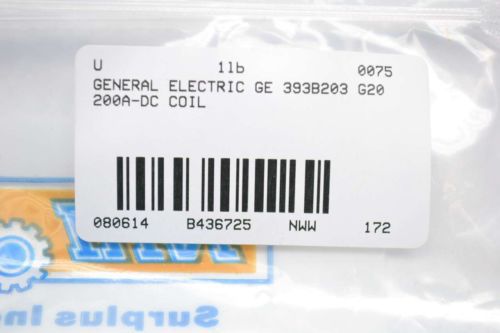 U 1lb 0075
GENERAL ELECTRIC GE 393B203 G20
200A-DC COIL
080614 B436725 NWW 172
Surplus Inc